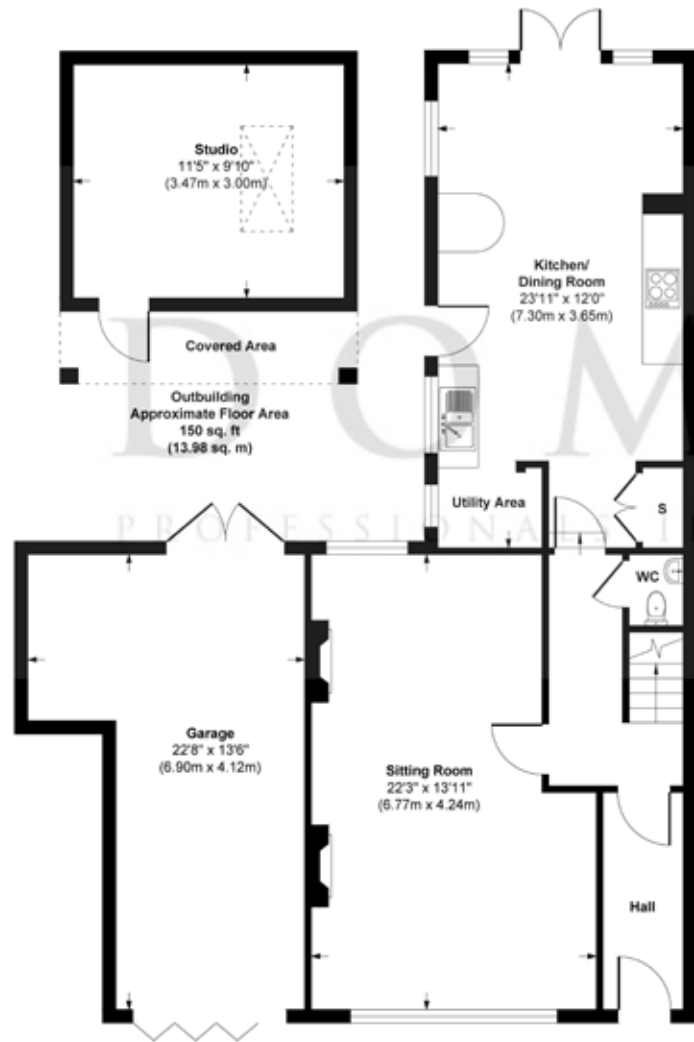 Studio
11'5" x 9'10"
(3.47m x 3.00m)
Covered Area
Outbuilding
Approximate Floor Area
150 sq. ft
(13.98 sq. m)
Kitchen/
Dining Room
23'11" x 12'0"
(7.30m x 3.65m)
DOM
PROFESSIONALS I
Utility Area
S
WC
Garage
22'8" x 13'6"
(6.90m x 4.12m)
Sitting Room
22'3" x 13'11"
(6.77m x 4.24m)
Hall